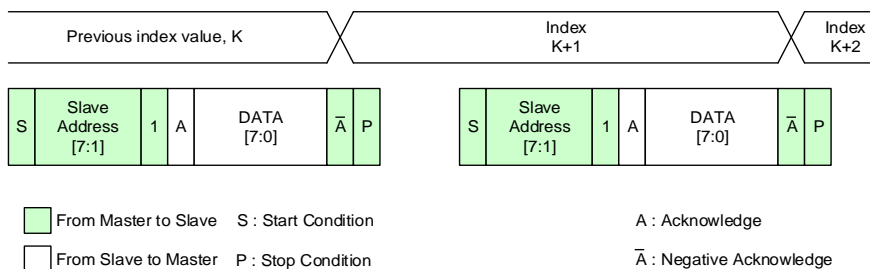 Previous index value, K
Index
K+1
Index
K+2
S
Slave
Address
[7:1]
1
A
DATA
[7:0]
A̅
P
S
Slave
Address
[7:1]
1
A
DATA
[7:0]
A̅
P
From Master to Slave
S : Start Condition
A : Acknowledge
From Slave to Master
P : Stop Condition
A̅ : Negative Acknowledge